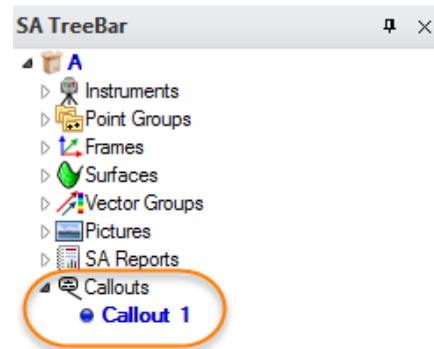 SA TreeBar
A
Instruments
Point Groups
Frames
Surfaces
Vector Groups
Pictures
SA Reports
Callouts
Callout 1